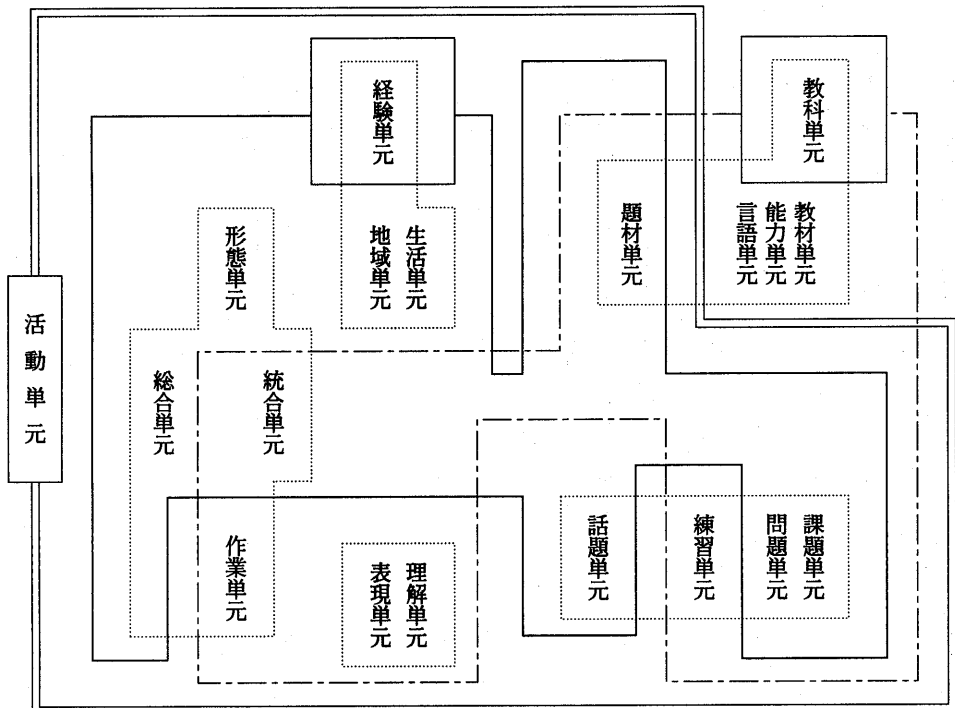 教科単元
教材単元
能力単元
言語単元
題材単元
経験単元
生活単元
地域単元
形態単元
統合単元
総合単元
活動単元
課題単元
問題単元
練習単元
話題単元
理解単元
表現単元
作業単元